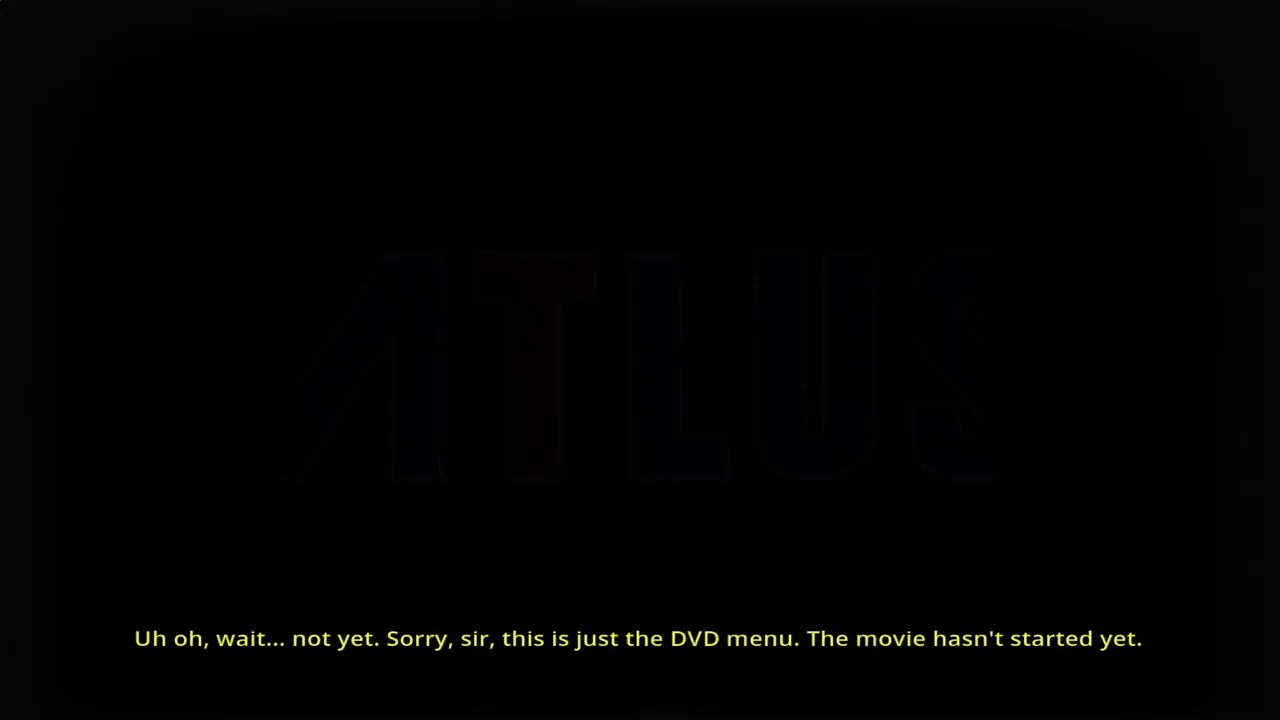 ATLUS
Uh oh, wait... not yet. Sorry, sir, this is just the DVD menu. The movie hasn't started yet.